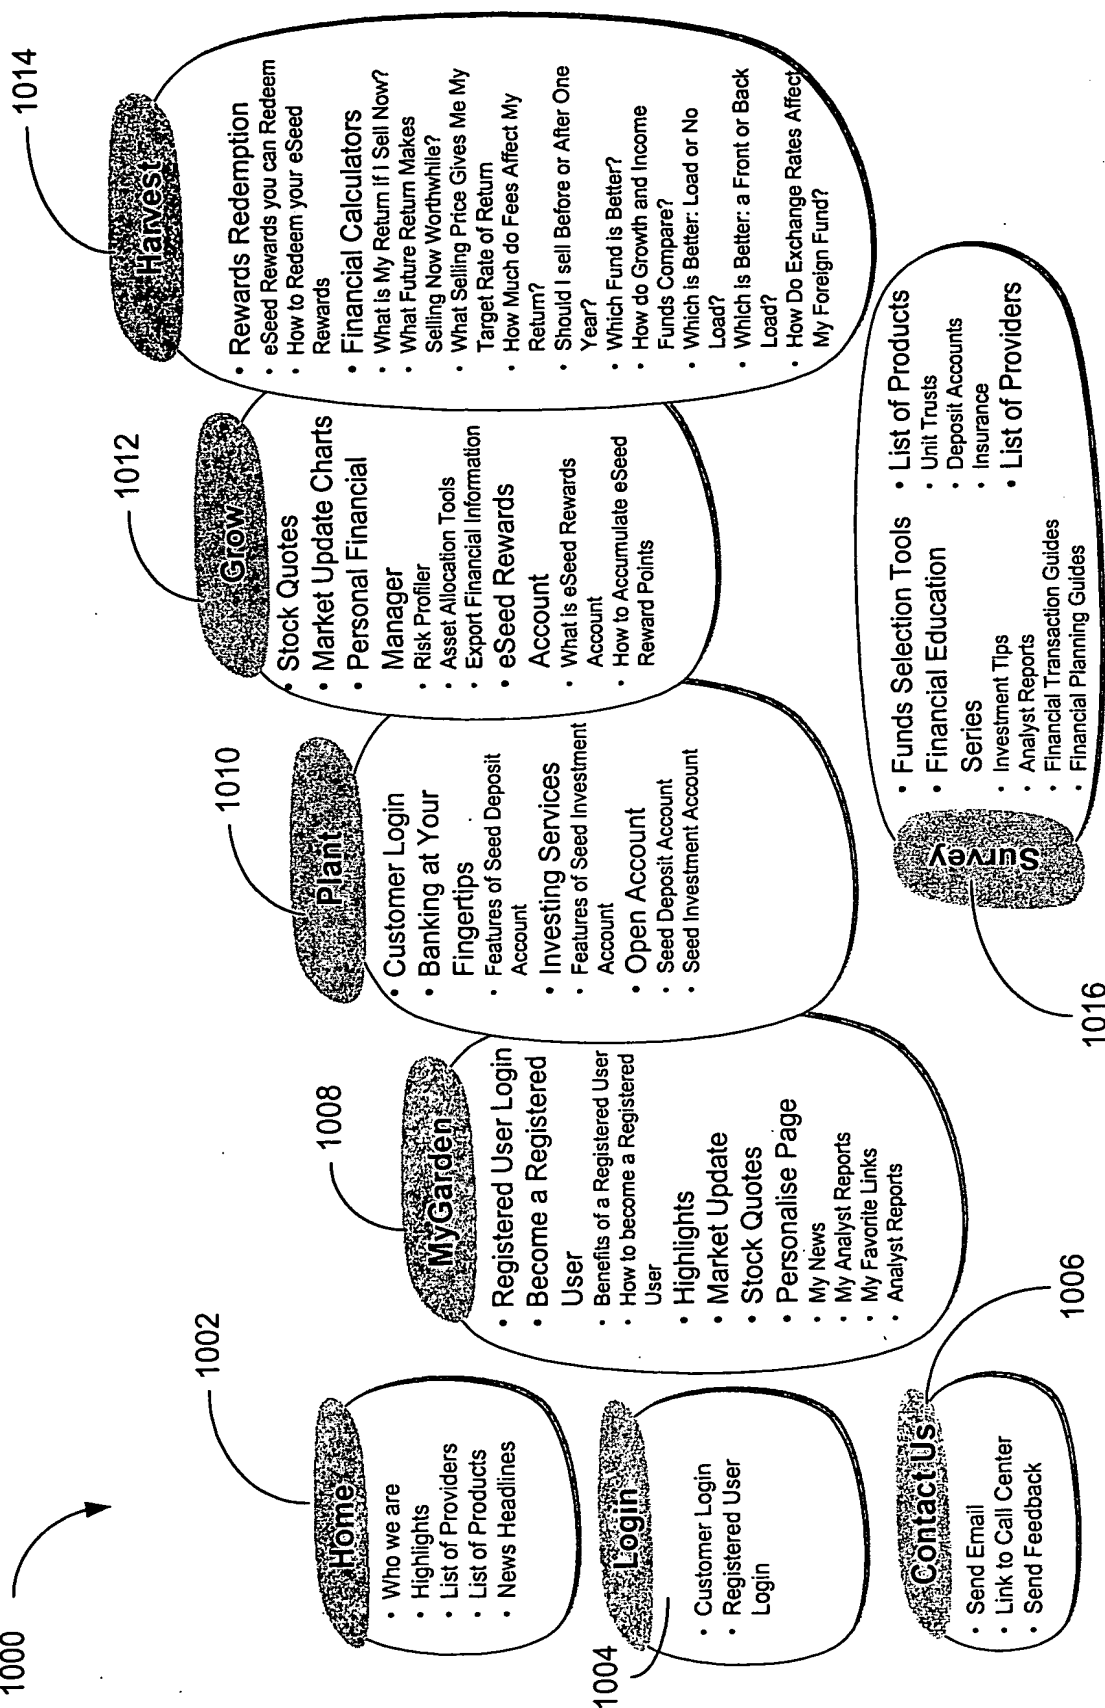 1000
1002
Home
• Who we are
• Highlights
• List of Providers
• List of Products
• News Headlines
1004
Login
• Customer Login
• Registered User
Login
1006
Contact Us
• Send Email
• Link to Call Center
• Send Feedback
1008
MyGarden
• Registered User Login
• Become a Registered
User
• Benefits of a Registered User
• How to become a Registered
User
• Highlights
• Market Update
• Stock Quotes
• Personalise Page
• My News
• My Analyst Reports
• My Favorite Links
• Analyst Reports
1010
Plant
• Customer Login
• Banking at Your
Fingertips
• Features of Seed Deposit
Account
• Investing Services
• Features of Seed Investment
Account
• Open Account
• Seed Deposit Account
• Seed Investment Account
1012
Grow
• Stock Quotes
• Market Update Charts
• Personal Financial
Manager
• Risk Profiler
• Asset Allocation Tools
• Export Financial Information
• eSeed Rewards
Account
• What is eSeed Rewards
Account
• How to Accumulate eSeed
Reward Points
1014
Harvest
• Rewards Redemption
• eSeed Rewards you can Redeem
• How to Redeem your eSeed
Rewards
• Financial Calculators
• What is My Return If I Sell Now?
• What Future Return Makes
Selling Now Worthwhile?
• What Selling Price Gives Me My
Target Rate of Return
• How Much do Fees Affect My
Return?
• Should I sell Before or After One
Year?
• Which Fund is Better?
• How do Growth and Income
Funds Compare?
• Which is Better: Load or No
Load?
• Which is Better: a Front or Back
Load?
• How Do Exchange Rates Affect
My Foreign Fund?
1016
Survey
• Funds Selection Tools
• Financial Education
Series
• Investment Tips
• Analyst Reports
• Financial Transaction Guides
• Financial Planning Guides
• List of Products
• Unit Trusts
• Deposit Accounts
• Insurance
• List of Providers